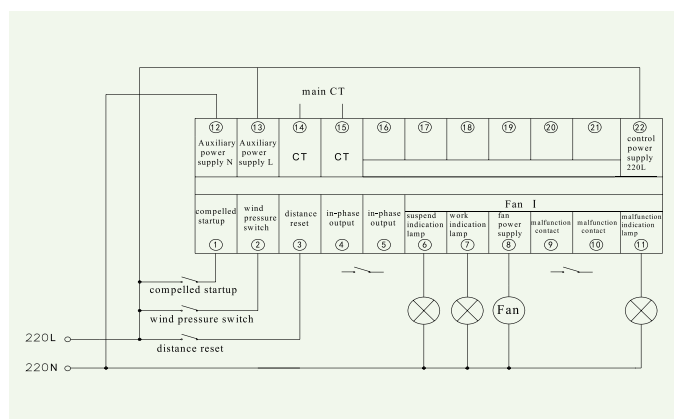 main CT
⑫ ⑬ ⑭ ⑮ ⑯ ⑰ ⑱ ⑲ ⑳ ㉑ ㉒
Auxiliary
power
supply N
Auxiliary
power
supply L
CT
CT
control
power
supply
220L
Fan I
compelled
startup
wind
pressure
switch
distance
reset
in-phase
output
in-phase
output
suspend
indication
lamp
work
indication
lamp
fan
power
supply
malfunction
contact
malfunction
contact
malfunction
indication
lamp
① ② ③ ④ ⑤ ⑥ ⑦ ⑧ ⑨ ⑩ ⑪
compelled startup
Fan
wind pressure switch
220L
distance reset
220N